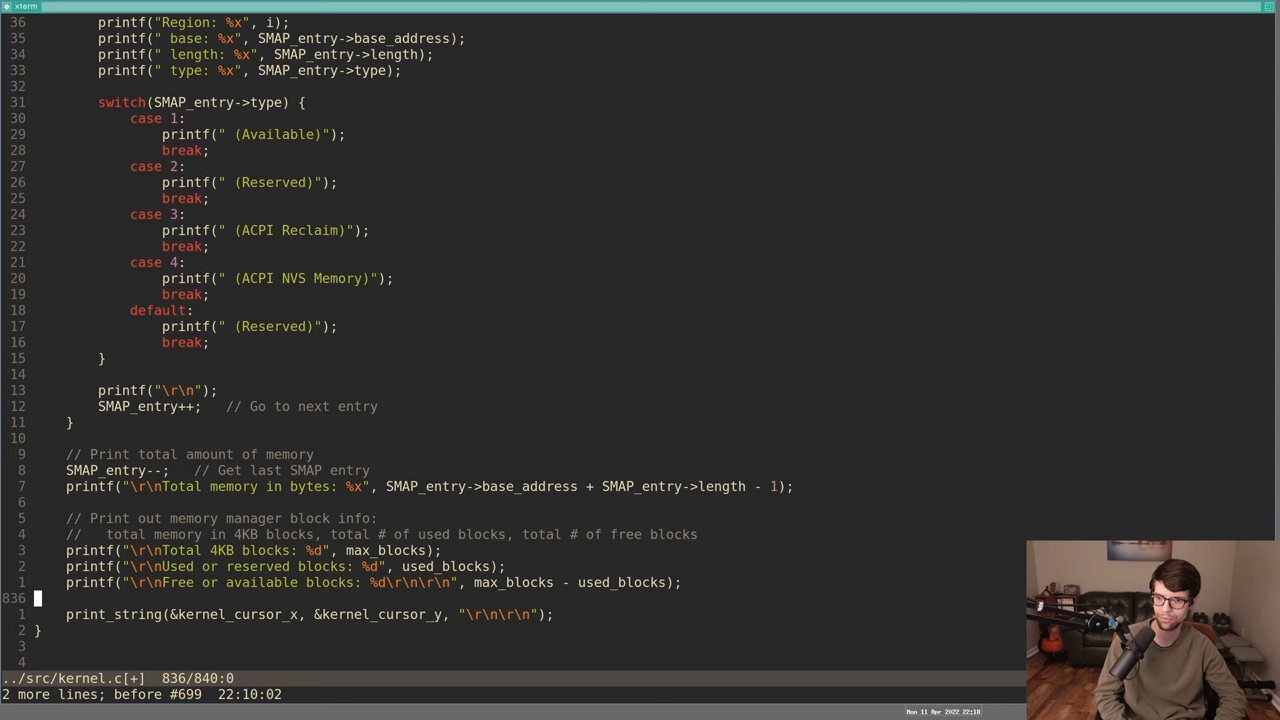 xterm
36         printf("Region: %x", i);
35         printf(" base: %x", SMAP_entry->base_address);
34         printf(" length: %x", SMAP_entry->length);
33         printf(" type: %x", SMAP_entry->type);
32
31         switch(SMAP_entry->type) {
30             case 1:
29                 printf(" (Available)");
28                 break;
27             case 2:
26                 printf(" (Reserved)");
25                 break;
24             case 3:
23                 printf(" (ACPI Reclaim)");
22                 break;
21             case 4:
20                 printf(" (ACPI NVS Memory)");
19                 break;
18             default:
17                 printf(" (Reserved)");
16                 break;
15         }
14
13         printf("\r\n");
12         SMAP_entry++;   // Go to next entry
11     }
10
9     // Print total amount of memory
8     SMAP_entry--;   // Get last SMAP entry
7     printf("\r\nTotal memory in bytes: %x", SMAP_entry->base_address + SMAP_entry->length - 1);
6
5     // Print out memory manager block info:
4     //   total memory in 4KB blocks, total # of used blocks, total # of free blocks
3     printf("\r\nTotal 4KB blocks: %d", max_blocks);
2     printf("\r\nUsed or reserved blocks: %d", used_blocks);
1     printf("\r\nFree or available blocks: %d\r\n\r\n", max_blocks - used_blocks);
836
1     print_string(&kernel_cursor_x, &kernel_cursor_y, "\r\n\r\n");
2 }
3
4
../src/kernel.c[+]  836/840:0
2 more lines; before #699  22:10:02
Mon 11 Apr 2022 22:10